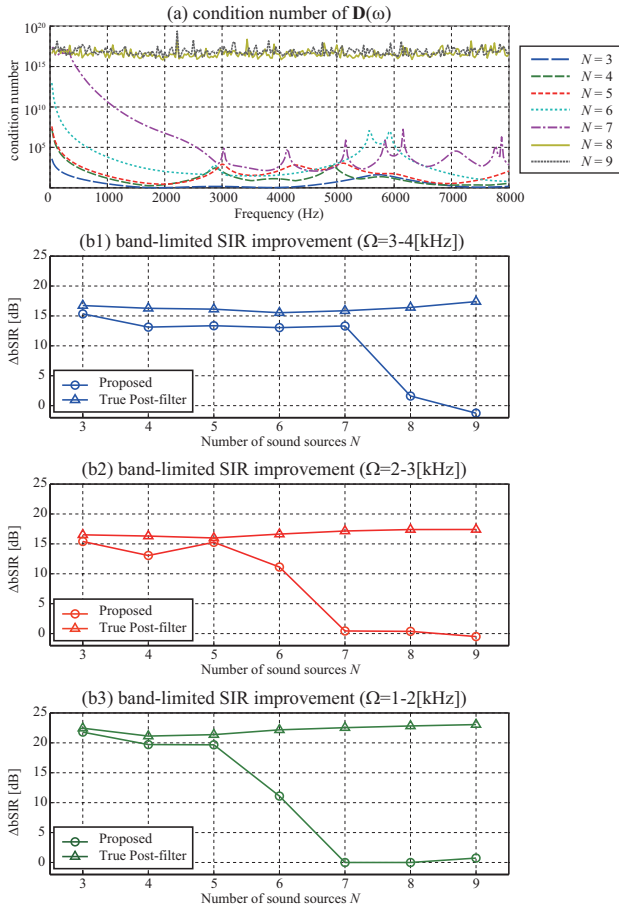 (a) condition number of D(ω)
condition number
10^20
10^15
10^10
10^5
0 1000 2000 3000 4000 5000 6000 7000 8000
Frequency (Hz)
N = 3
N = 4
N = 5
N = 6
N = 7
N = 8
N = 9
(b1) band-limited SIR improvement (Ω=3-4[kHz])
ΔbSIR [dB]
25
20
15
10
5
0
Proposed
True Post-filter
3 4 5 6 7 8 9
Number of sound sources N
(b2) band-limited SIR improvement (Ω=2-3[kHz])
ΔbSIR [dB]
25
20
15
10
5
0
Proposed
True Post-filter
3 4 5 6 7 8 9
Number of sound sources N
(b3) band-limited SIR improvement (Ω=1-2[kHz])
ΔbSIR [dB]
25
20
15
10
5
0
Proposed
True Post-filter
3 4 5 6 7 8 9
Number of sound sources N